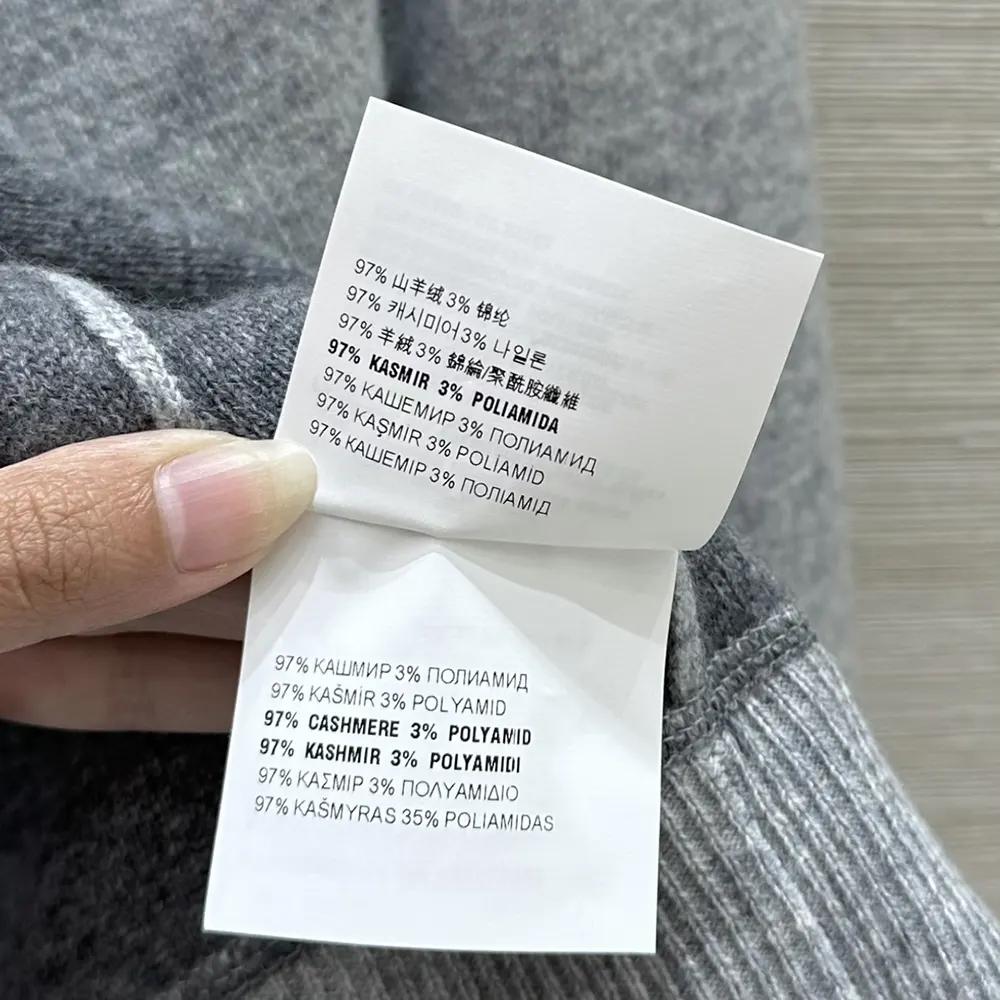 97% 山羊绒 3% 锦纶
97% 캐시미어 3% 나일론
97% 羊絨 3% 錦綸/聚酰胺纖維
97% KASMIR 3% POLIAMIDA
97% КАШЕМИР 3% ПОЛИАМИД
97% KAŞMIR 3% POLİAMID
97% КАШЕМІР 3% ПОЛІАМІД
97% КАШМИР 3% ПОЛИАМИД
97% KAŠMIR 3% POLYAMID
97% CASHMERE 3% POLYAMID
97% KASHMIR 3% POLYAMIDI
97% ΚΑΣΜΙΡ 3% ΠΟΛΥΑΜΙΔΙΟ
97% KAŠMYRAS 35% POLIAMIDAS